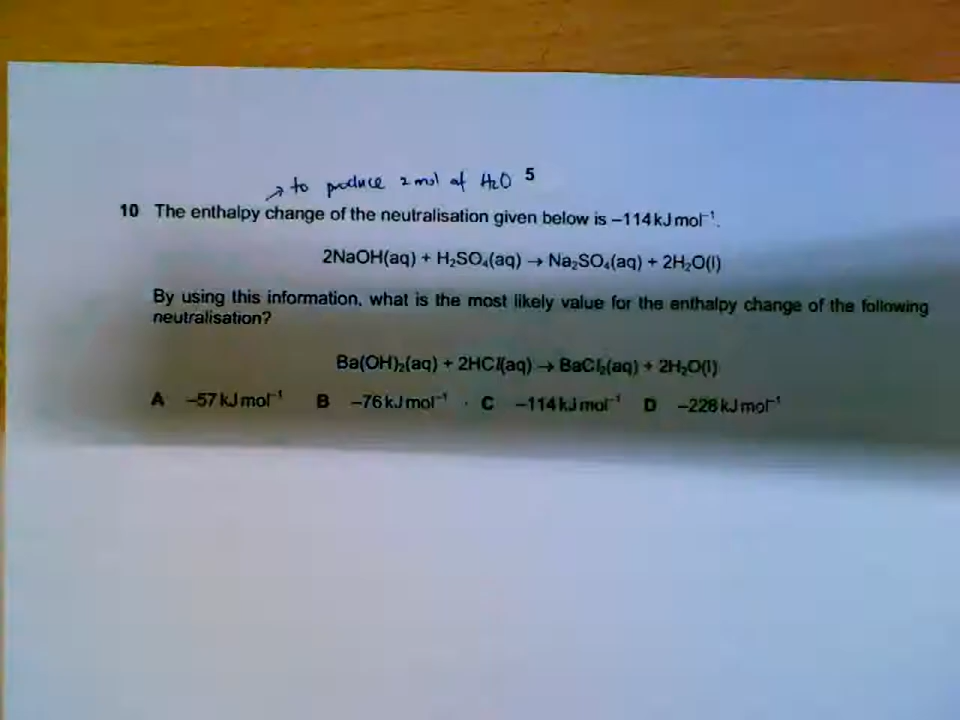 → to produce 2 mol of H₂O 5
10 The enthalpy change of the neutralisation given below is –114 kJ mol⁻¹.
2NaOH(aq) + H₂SO₄(aq) → Na₂SO₄(aq) + 2H₂O(l)
By using this information, what is the most likely value for the enthalpy change of the following
neutralisation?
Ba(OH)₂(aq) + 2HCl(aq) → BaCl₂(aq) + 2H₂O(l)
A –57 kJ mol⁻¹ B –76 kJ mol⁻¹ C –114 kJ mol⁻¹ D –228 kJ mol⁻¹